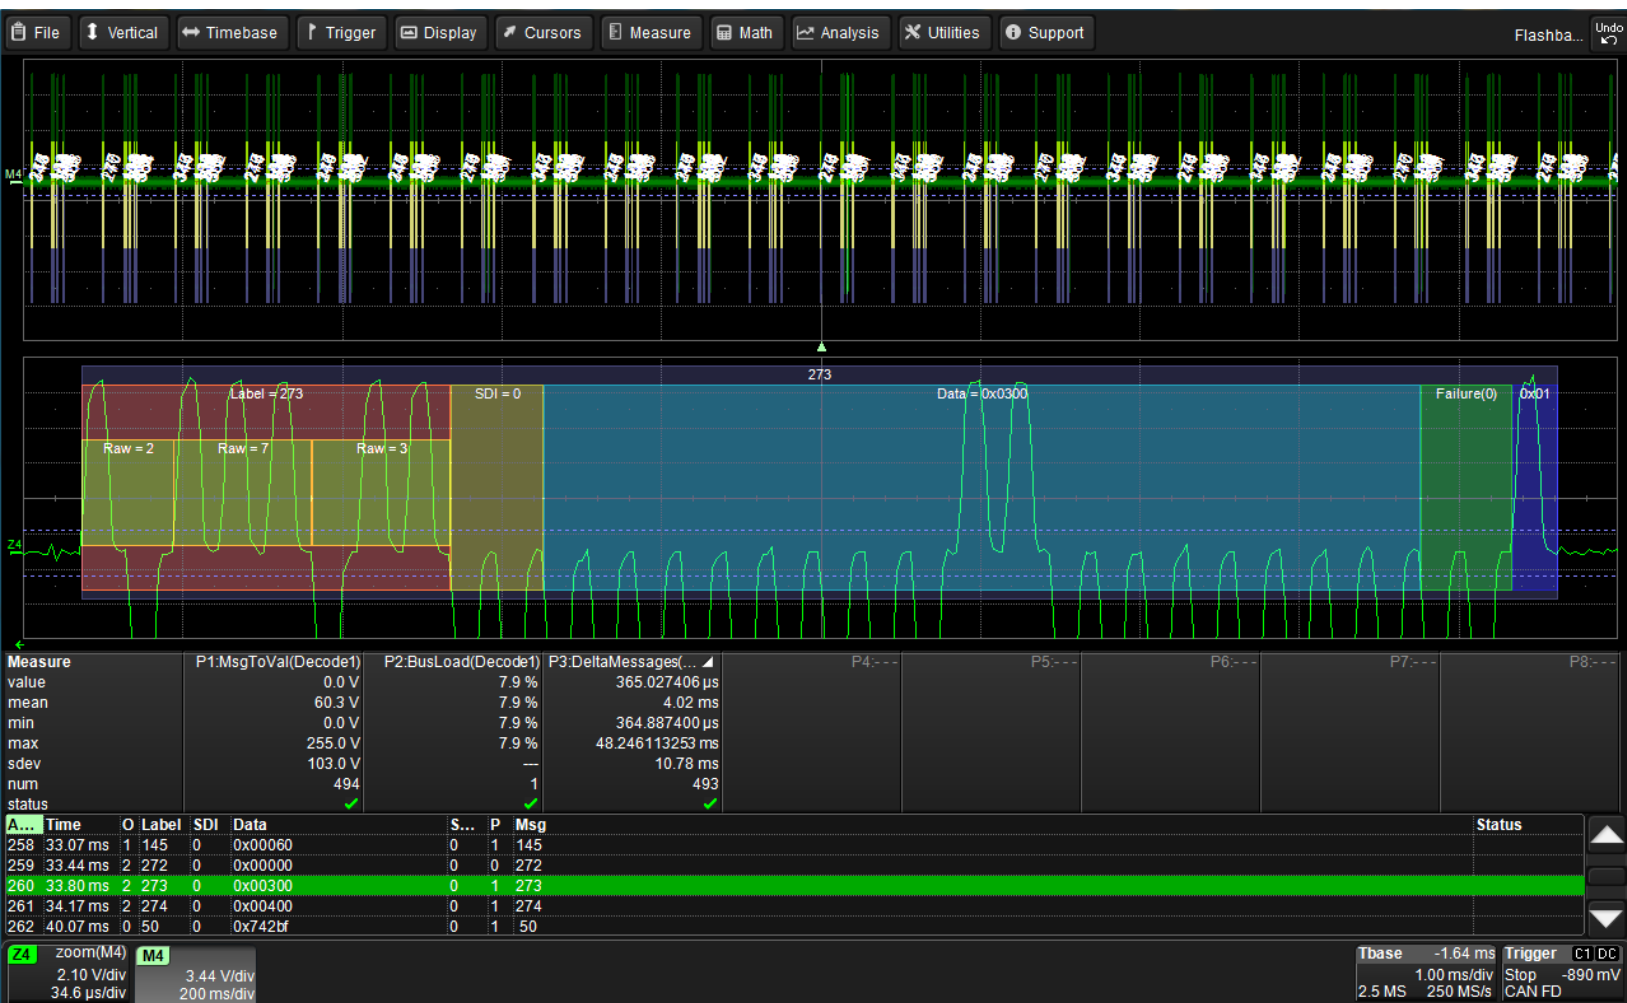 File Vertical Timebase Trigger Display Cursors Measure Math Analysis Utilities Support Flashba... Undo
M4
273
Label = 273 SDI = 0 Data = 0x0300 Failure(0) 0x01
Raw = 2 Raw = 7 Raw = 3
Z4
Measure P1:MsgToVal(Decode1) P2:BusLoad(Decode1) P3:DeltaMessages(... P4:--- P5:--- P6:--- P7:--- P8:---
value 0.0 V 7.9 % 365.027406 µs
mean 60.3 V 7.9 % 4.02 ms
min 0.0 V 7.9 % 364.887400 µs
max 255.0 V 7.9 % 48.246113253 ms
sdev 103.0 V --- 10.78 ms
num 494 1 493
status
A... Time O Label SDI Data S... P Msg Status
258 33.07 ms 1 145 0 0x00060 0 1 145
259 33.44 ms 2 272 0 0x00000 0 0 272
260 33.80 ms 2 273 0 0x00300 0 1 273
261 34.17 ms 2 274 0 0x00400 0 1 274
262 40.07 ms 0 50 0 0x742bf 0 1 50
Z4 zoom(M4) M4 Tbase -1.64 ms Trigger C1 DC
2.10 V/div 3.44 V/div 1.00 ms/div Stop -890 mV
34.6 µs/div 200 ms/div 2.5 MS 250 MS/s CAN FD